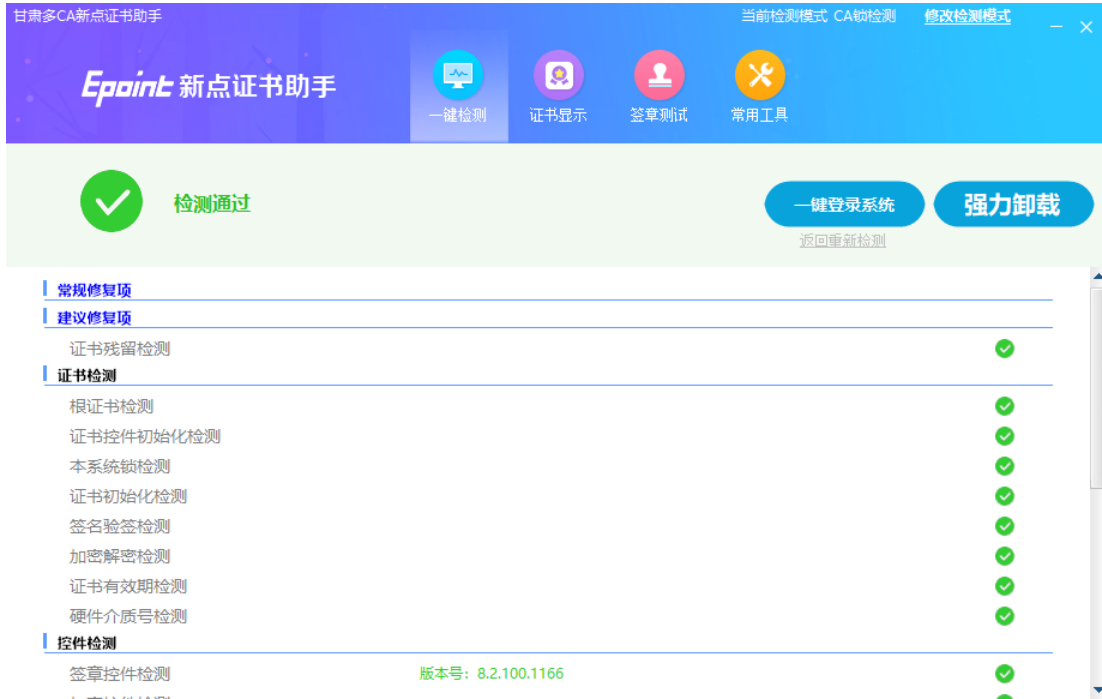 甘肃多CA新点证书助手
当前检测模式 CA锁检测 修改检测模式
Epoint 新点证书助手
一键检测 证书显示 签章测试 常用工具
检测通过
一键登录系统 强力卸载
返回重新检测
常规修复项
建议修复项
证书残留检测
证书检测
根证书检测
证书控件初始化检测
本系统锁检测
证书初始化检测
签名验签检测
加密解密检测
证书有效期检测
硬件介质号检测
控件检测
签章控件检测 版本号：8.2.100.1166